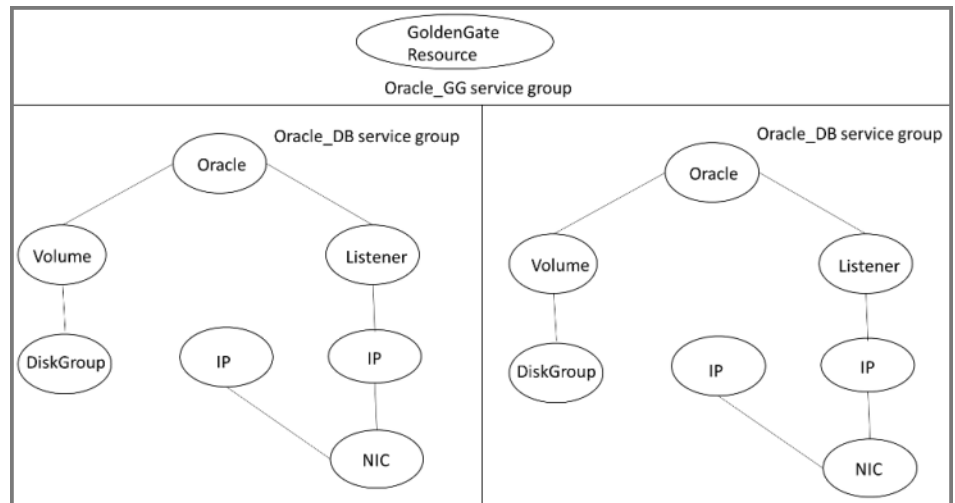 GoldenGate
Resource
Oracle_GG service group
Oracle_DB service group
Oracle
Volume
Listener
DiskGroup
IP
IP
NIC
Oracle_DB service group
Oracle
Volume
Listener
DiskGroup
IP
IP
NIC